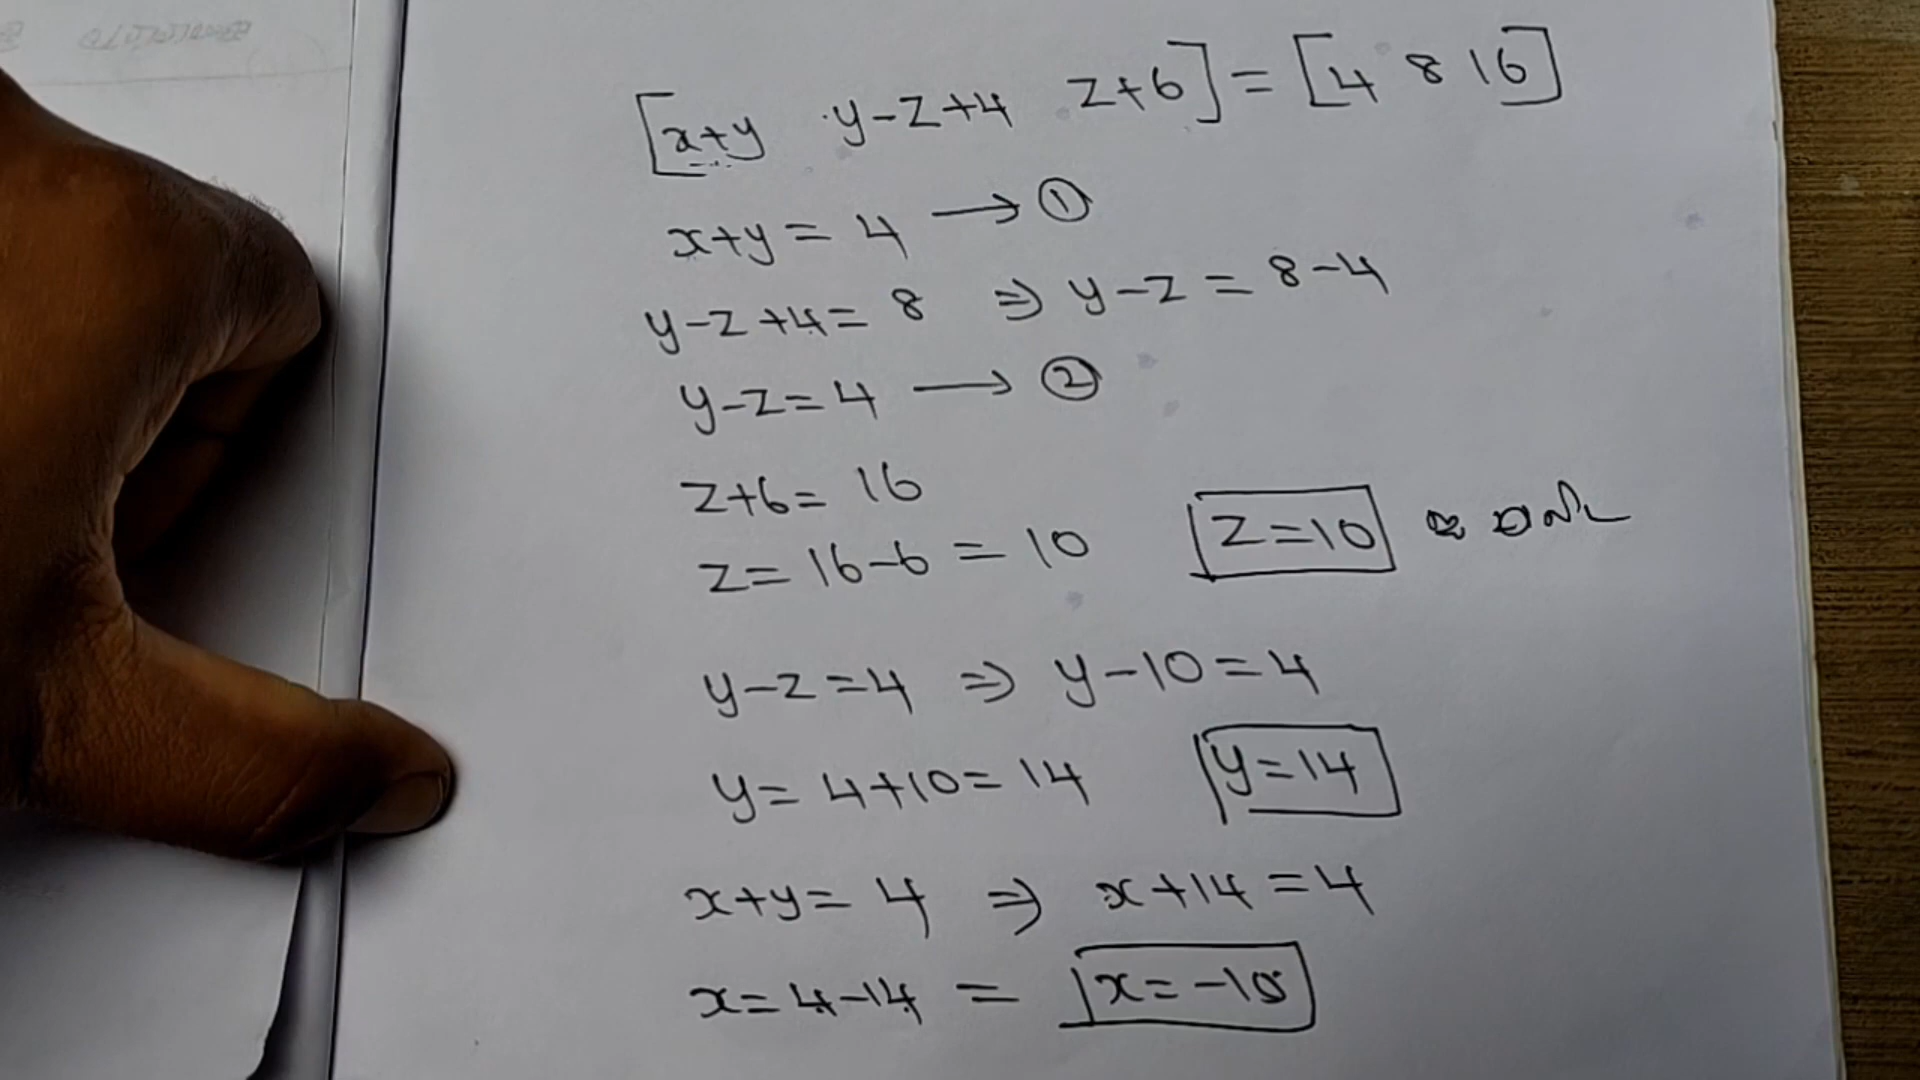 [x+y y-z+4 z+6] = [4 8 16]
x+y = 4 → ①
y-z+4 = 8 ⇒ y-z = 8-4
y-z = 4 → ②
z+6 = 16
z = 16-6 = 10 z=10
y-z = 4 ⇒ y-10 = 4
y = 4+10 = 14 y=14
x+y = 4 ⇒ x+14 = 4
x = 4-14 = x = -10